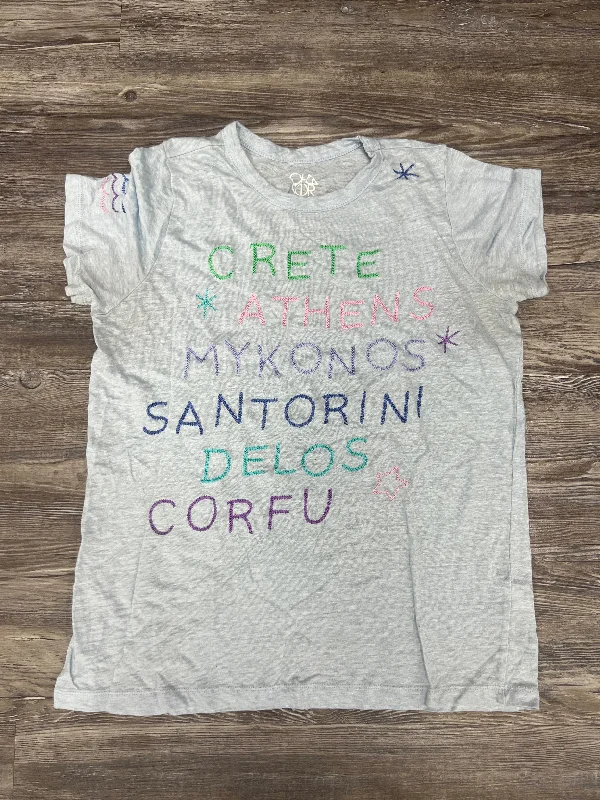 CRETE
ATHENS
MYKONOS
SANTORINI
DELOS
CORFU